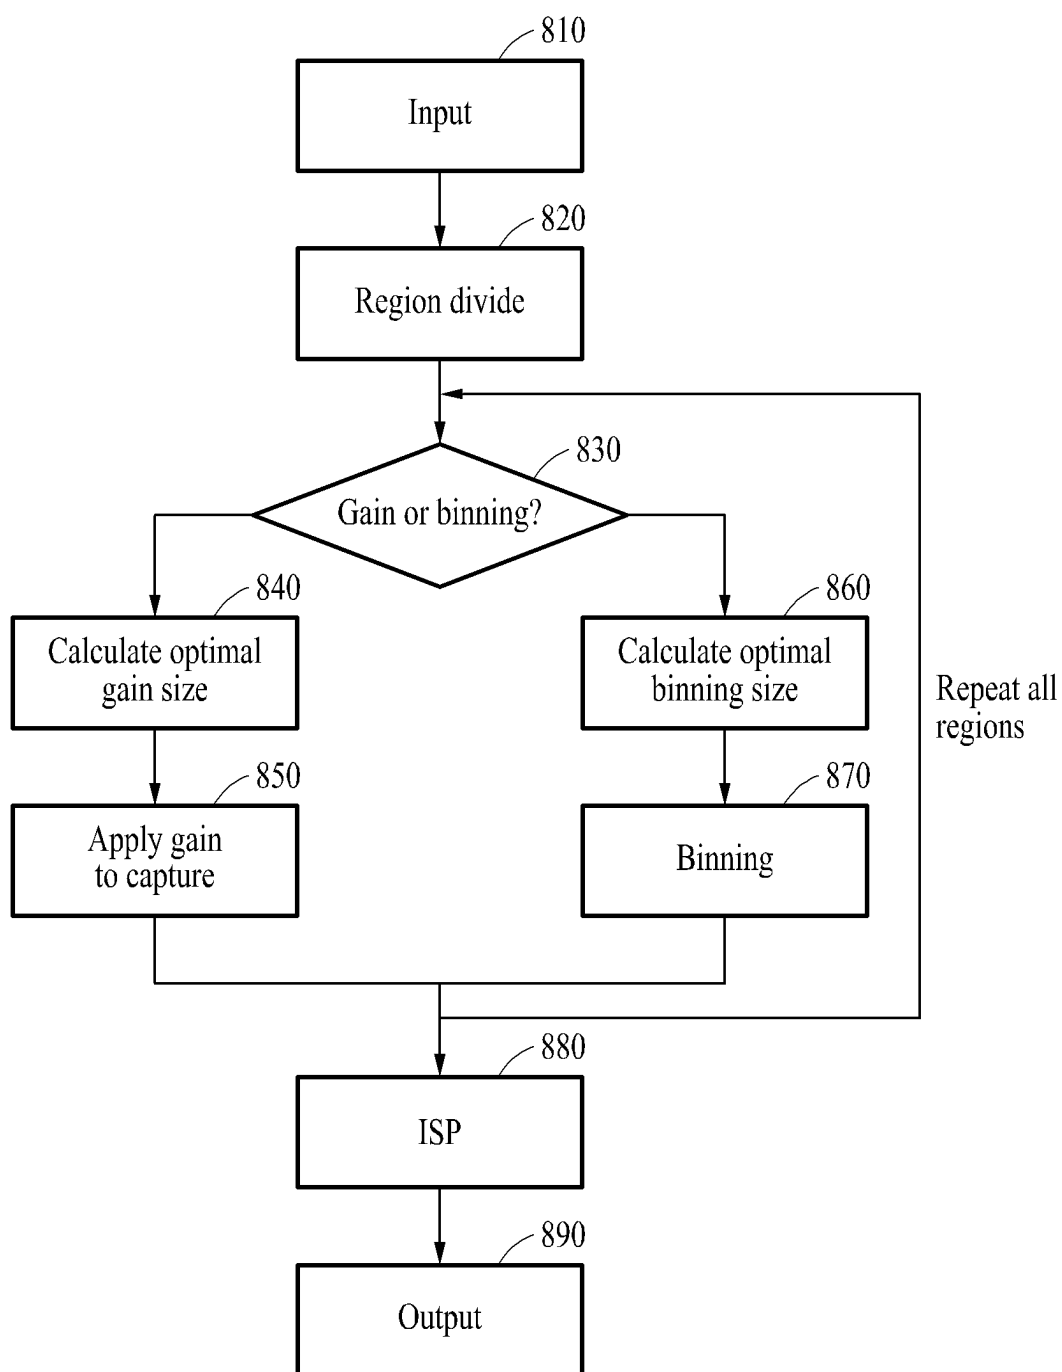 810
Input
820
Region divide
830
Gain or binning?
840
Calculate optimal
gain size
860
Calculate optimal
binning size
Repeat all
regions
850
Apply gain
to capture
870
Binning
880
ISP
890
Output